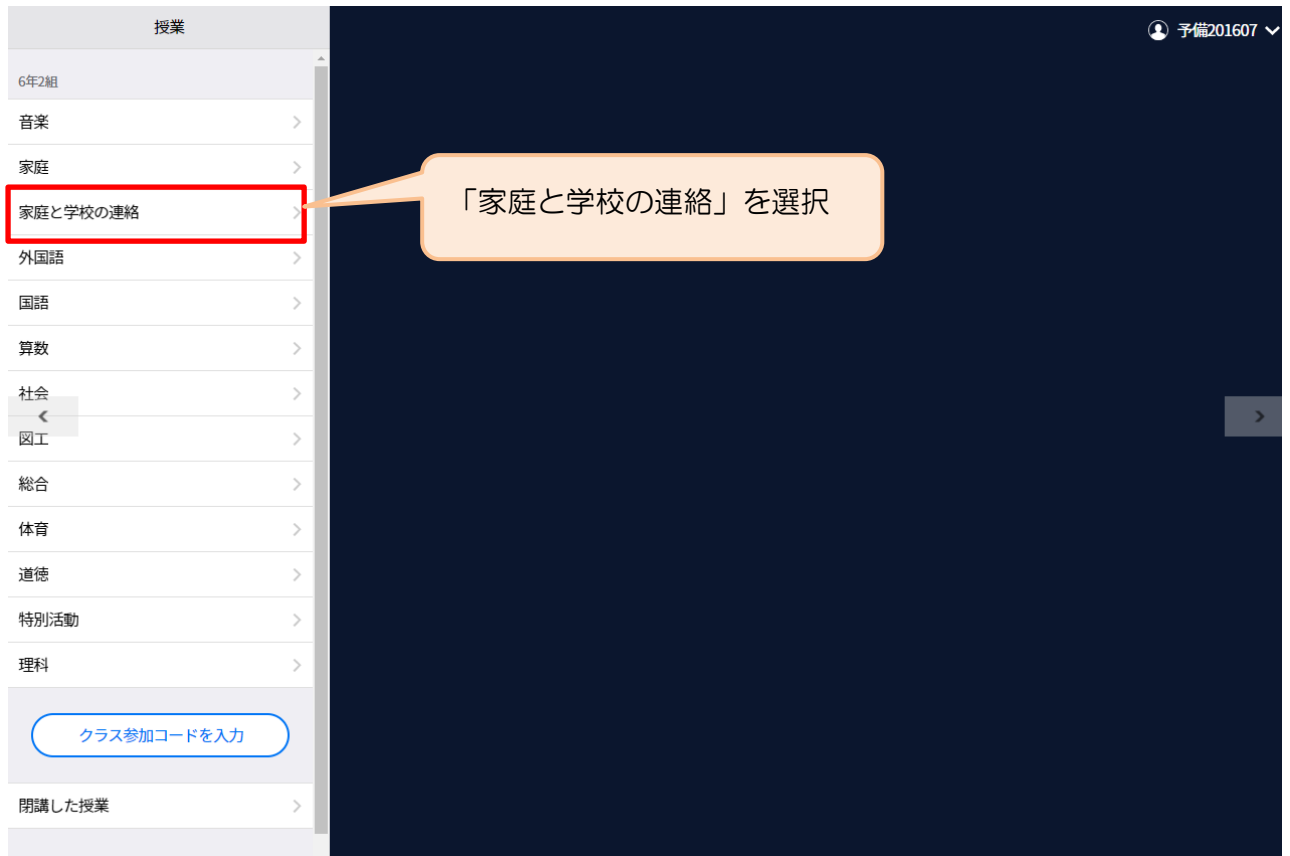 授業
予備201607
6年2組
音楽
家庭
家庭と学校の連絡
「家庭と学校の連絡」を選択
外国語
国語
算数
社会
図工
総合
体育
道徳
特別活動
理科
クラス参加コードを入力
閉講した授業